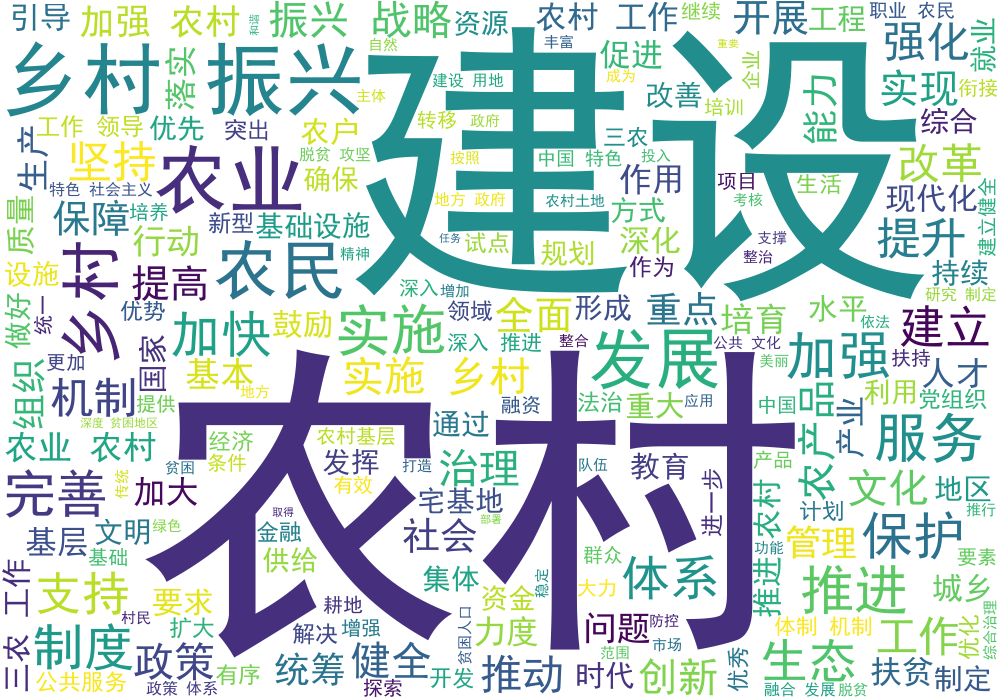 引导
加强 农村
振兴 战略
资源
农村 工作
继续
开展
工程
职业 农民
强化
就业
和谐
自然
丰富
促进
重要
成为
企业
乡村 振兴
建设
落实
主体
建设 用地
改善
培训
能力
实现
衔接
综合
工作 领导
优先
突出
农户
转移
政府
三农
生产
坚持
农业
脱贫 攻坚
按照
中国 特色
投入
改革
确保
作用
项目
生活
特色 社会主义
培养
地方 政府
农村土地
考核
现代化
建立健全
保障
新型
基础设施
方式
质量
行动
农民
精神
任务
试点
规划
深化
支撑
整治
提升
设施
乡村
提高
作为
持续
深入
增加
领域
形成
重点
研究 制定
做好
统一
优势
加快
鼓励
实施
全面
培育
水平
依法
建立
深入 推进
整合
公共 文化
扶持
更加
国家
基本
实施 乡村
发展
美丽
加强
人才
组织
机制
提供
地方
融资
法治
重大
应用
中国
农产品
产业
利用
党组织
深度 贫困地区
农业 农村
经济
条件
农村基层
通过
服务
贫困
发挥
打造
治理
队伍
教育
产品
完善
传统
加大
有效
宅基地
进一步
农村
文化
地区
计划
推行
取得
部署
基层
文明
绿色
金融
社会
功能
保护
基础
供给
群众
管理
要素
三农 工作
支持
要求
集体
稳定
大力
体系
推进
推进
城乡
村民
耕地
资金
扩大
解决
增强
贫困人口
力度
问题
防控
体制 机制
工作
优化
综合治理
制度
政策
统筹
健全
市场
范围
优秀
生态
公共服务
政策 体系
有序
探索
开发
推动
时代
创新
融合 发展
脱贫
扶贫
制定
农村